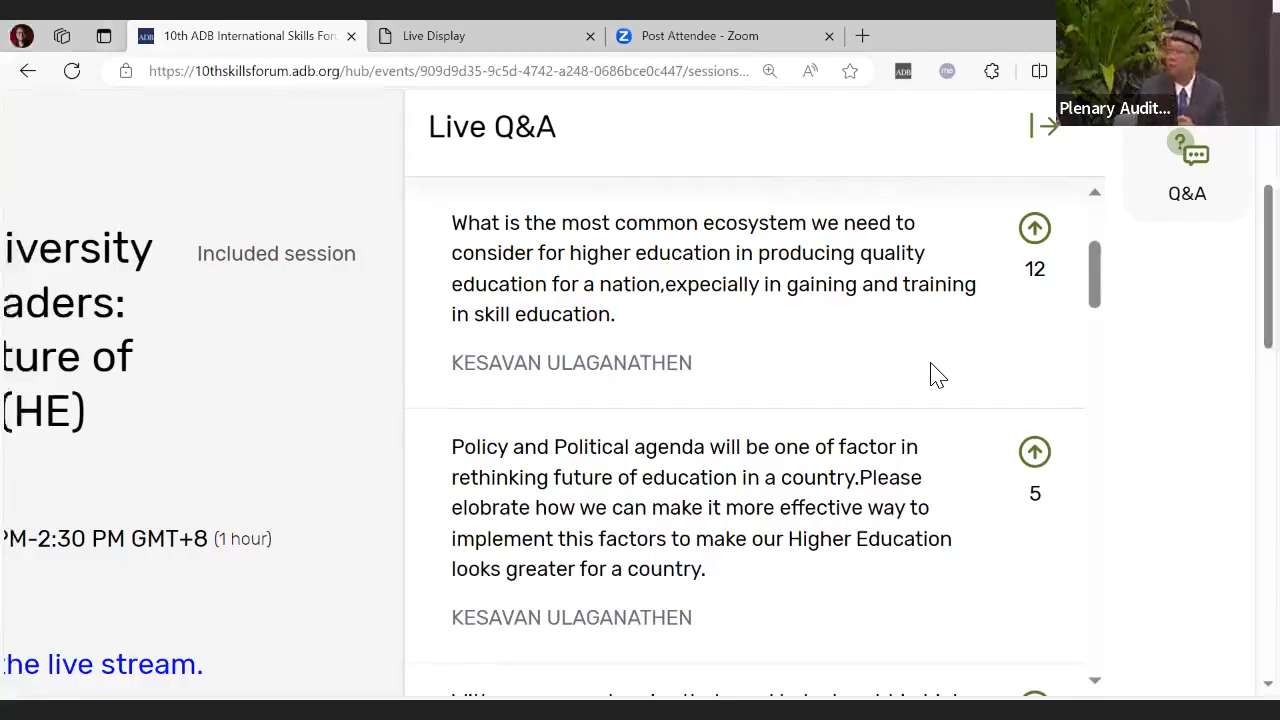 10th ADB International Skills For
Live Display
Post Attendee - Zoom
https://10thskillsforum.adb.org/hub/events/909d9d35-9c5d-4742-a248-0686bce0c447/sessions...
ADB
me
Plenary Audit...
Live Q&A
Q&A
iversity
aders:
ture of
(HE)
Included session
PM-2:30 PM GMT+8 (1 hour)
the live stream.
What is the most common ecosystem we need to
consider for higher education in producing quality
education for a nation,expecially in gaining and training
in skill education.
KESAVAN ULAGANATHEN
12
Policy and Political agenda will be one of factor in
rethinking future of education in a country.Please
elobrate how we can make it more effective way to
implement this factors to make our Higher Education
looks greater for a country.
KESAVAN ULAGANATHEN
5